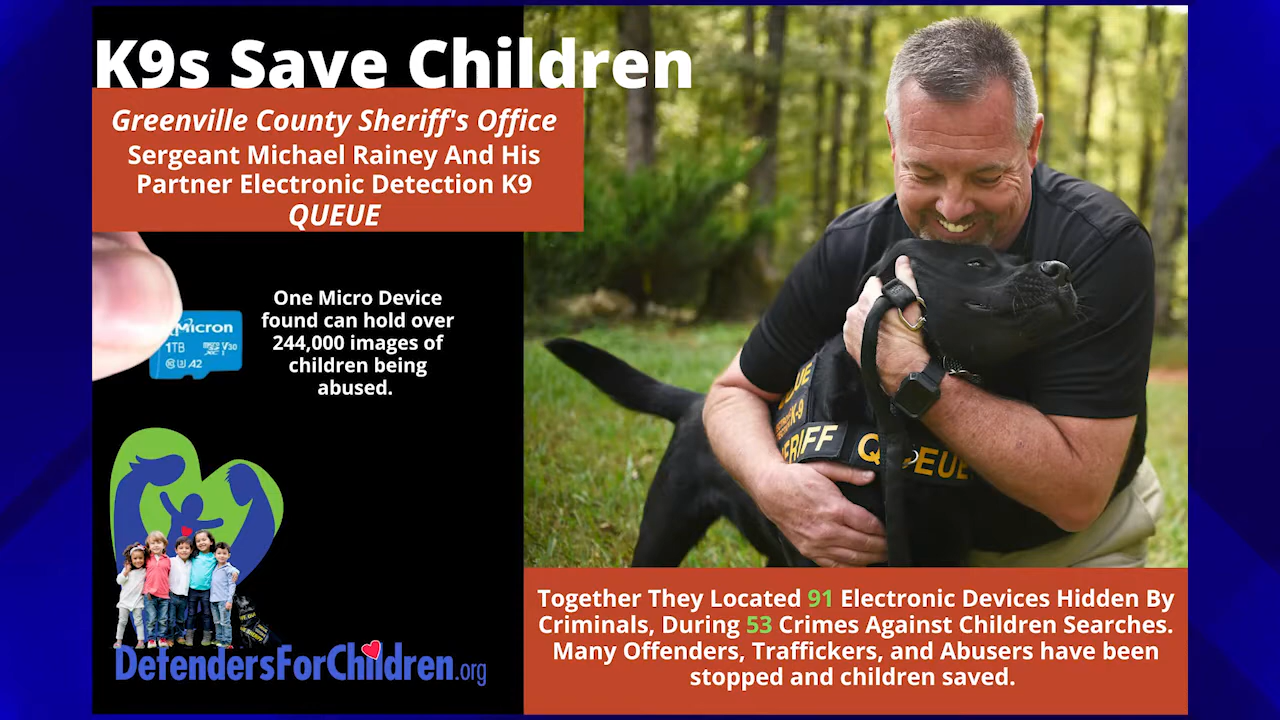 K9s Save Children
Greenville County Sheriff's Office
Sergeant Michael Rainey And His
Partner Electronic Detection K9
QUEUE
One Micro Device
found can hold over
244,000 images of
children being
abused.
Micron
1TB
V30
A2
QUEUE
K-9
SHERIFF
QUEUE
DefendersForChildren.org
Together They Located 91 Electronic Devices Hidden By
Criminals, During 53 Crimes Against Children Searches.
Many Offenders, Traffickers, and Abusers have been
stopped and children saved.